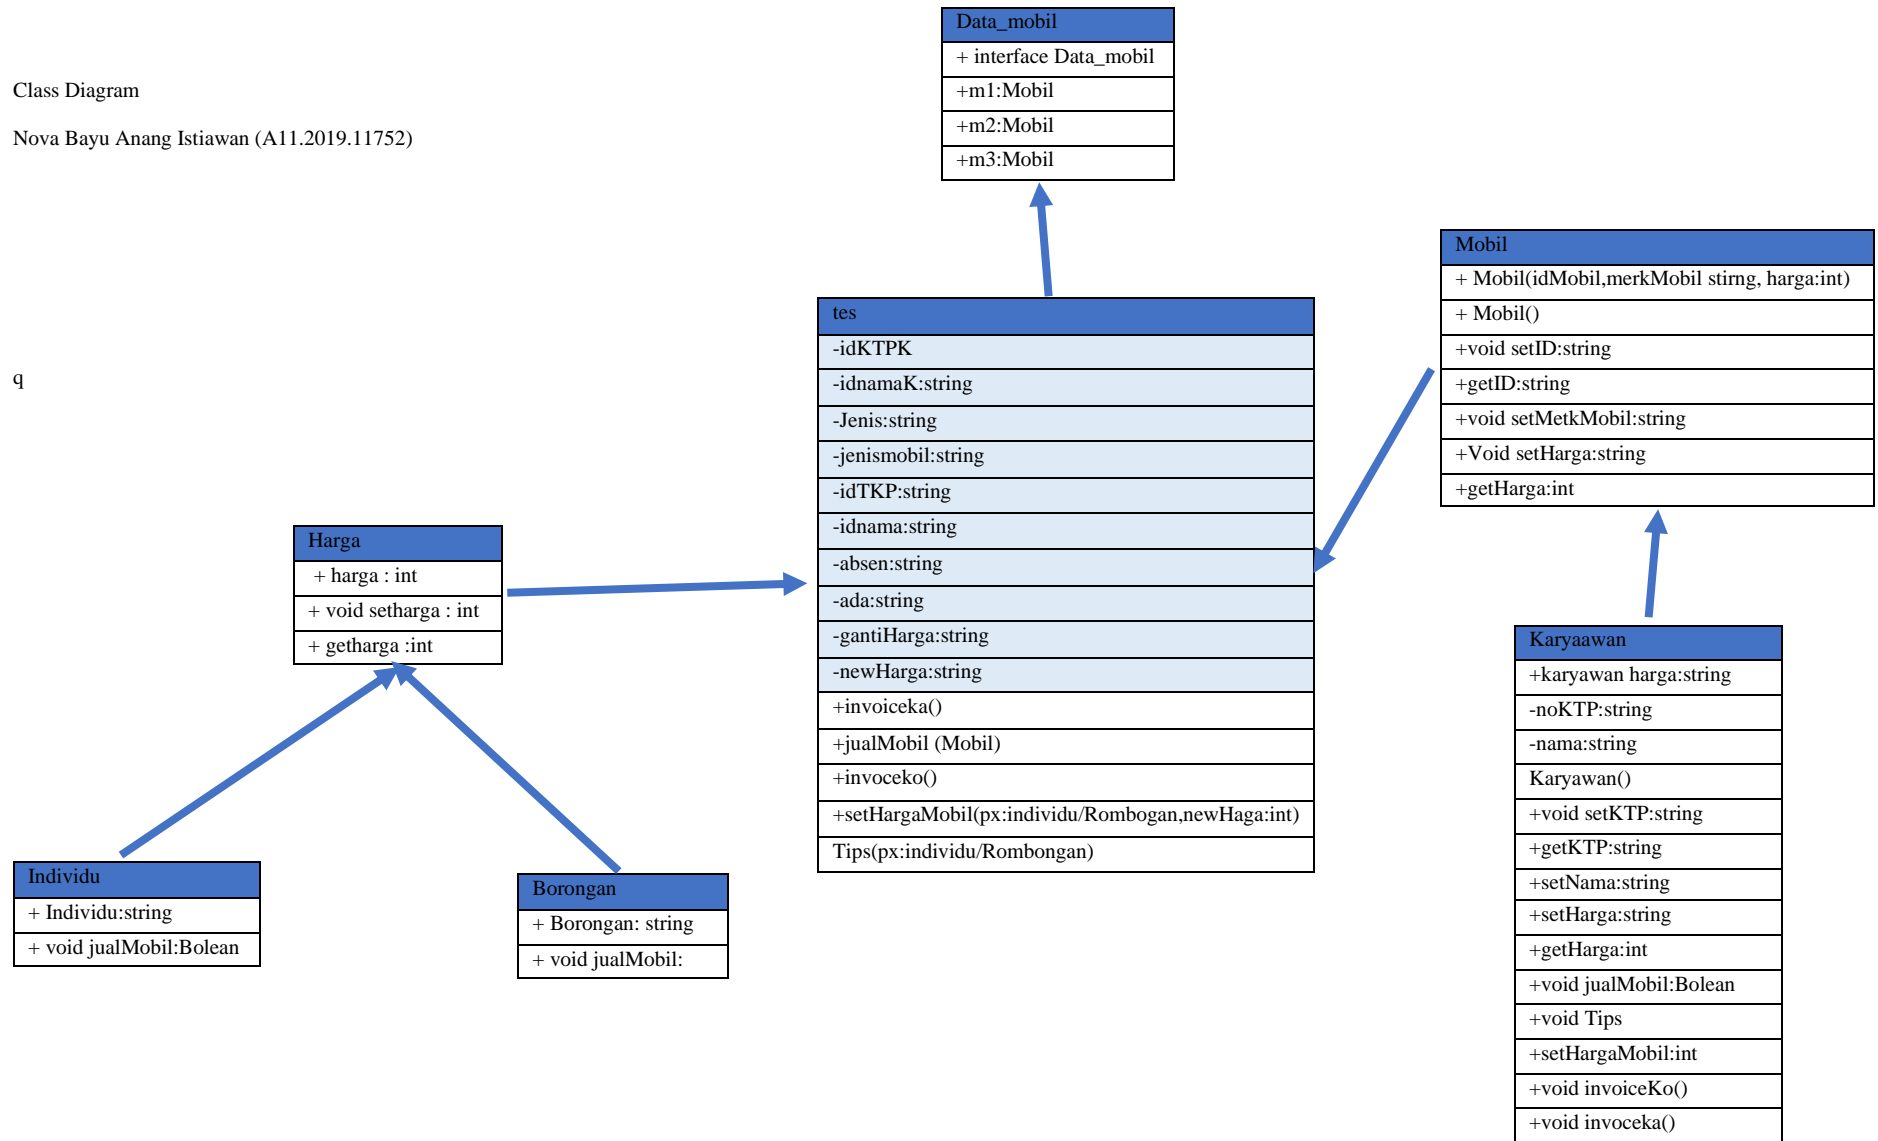 Class Diagram
Nova Bayu Anang Istiawan (A11.2019.11752)
q
Data_mobil
+ interface Data_mobil
+m1:Mobil
+m2:Mobil
+m3:Mobil
tes
-idKTPK
-idnamaK:string
-Jenis:string
-jenismobil:string
-idTKP:string
-idnama:string
-absen:string
-ada:string
-gantiHarga:string
-newHarga:string
+invoiceka()
+jualMobil (Mobil)
+invoceko()
+setHargaMobil(px:individu/Rombogan,newHaga:int)
Tips(px:individu/Rombongan)
Mobil
+ Mobil(idMobil,merkMobil stirng, harga:int)
+ Mobil()
+void setID:string
+getID:string
+void setMetkMobil:string
+Void setHarga:string
+getHarga:int
Harga
+ harga : int
+ void setharga : int
+ getharga :int
Individu
+ Individu:string
+ void jualMobil:Bolean
Borongan
+ Borongan: string
+ void jualMobil:
Karyaawan
+karyawan harga:string
-noKTP:string
-nama:string
Karyawan()
+void setKTP:string
+getKTP:string
+setNama:string
+setHarga:string
+getHarga:int
+void jualMobil:Bolean
+void Tips
+setHargaMobil:int
+void invoiceKo()
+void invoceka()